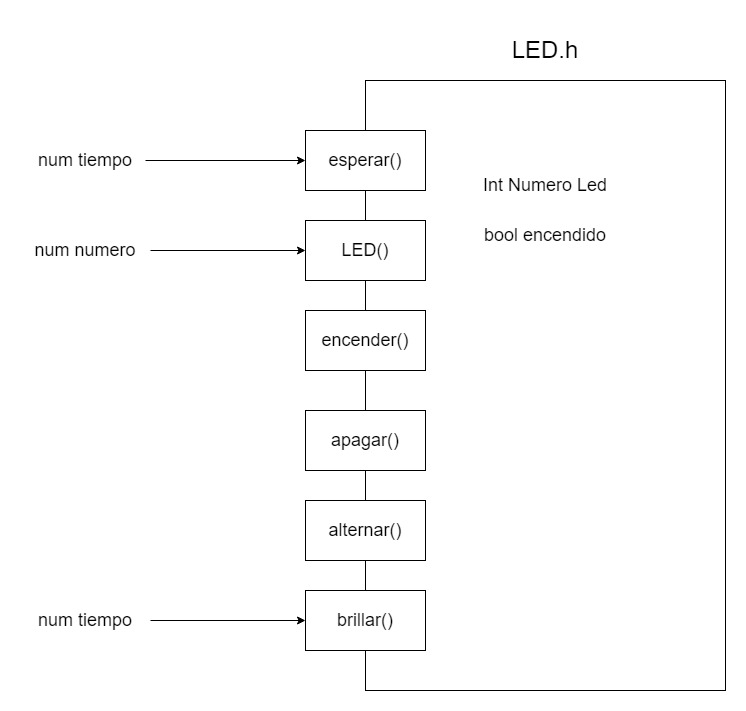 LED.h
num tiempo
esperar()
Int Numero Led
bool encendido
num numero
LED()
encender()
apagar()
alternar()
num tiempo
brillar()